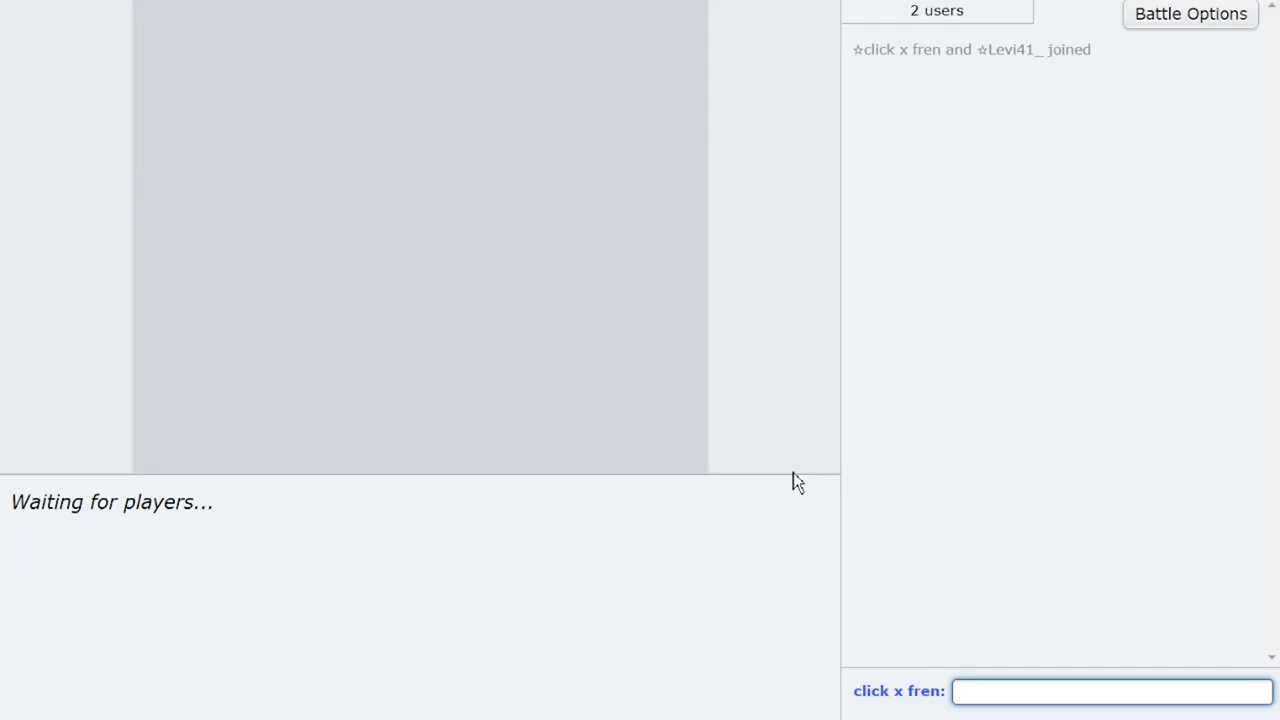 2 users
Battle Options
☆click x fren and ☆Levi41_ joined
Waiting for players...
click x fren: